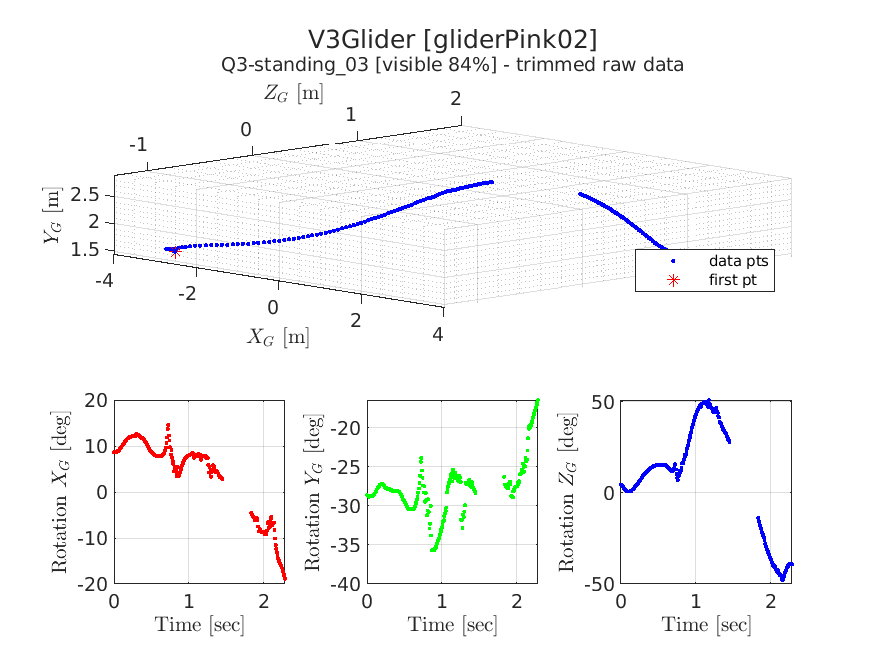 V3Glider [gliderPink02]
Q3-standing_03 [visible 84%] - trimmed raw data
Z_G [m]
-1 0 1 2
Y_G [m]
2.5
2
1.5
-4 -2 0 2 4
X_G [m]
data pts
first pt
Rotation X_G [deg]
20
10
0
-10
-20
0 1 2
Time [sec]
Rotation Y_G [deg]
-20
-25
-30
-35
-40
0 1 2
Time [sec]
Rotation Z_G [deg]
50
0
-50
0 1 2
Time [sec]